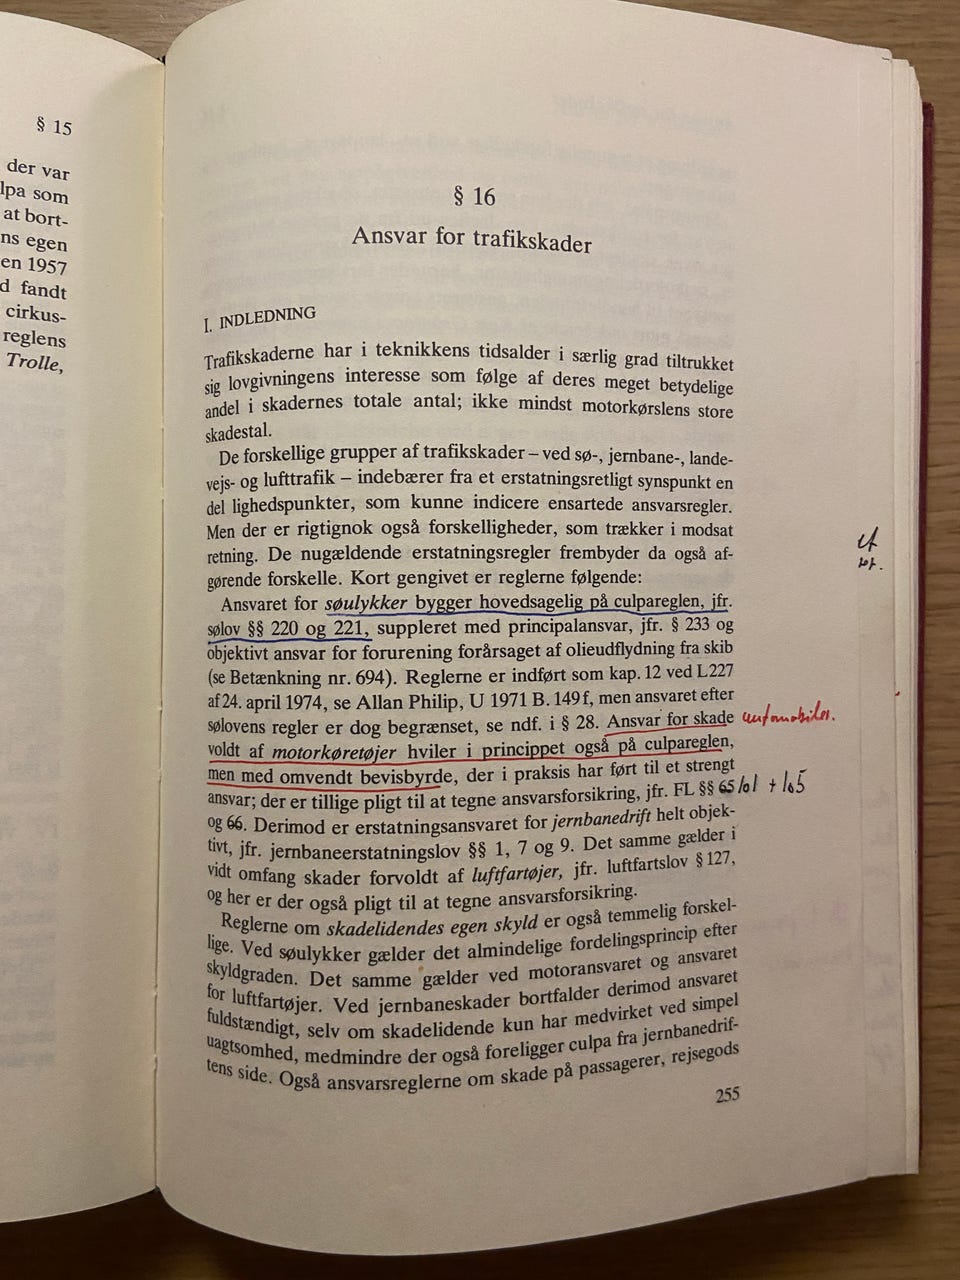 § 15
der var
lpa som
at bort-
ns egen
en 1957
d fandt
cirkus-
reglens
Trolle,
§ 16
Ansvar for trafikskader
I. INDLEDNING
Trafikskaderne har i teknikkens tidsalder i særlig grad tiltrukket
sig lovgivningens interesse som følge af deres meget betydelige
andel i skadernes totale antal; ikke mindst motorkørslens store
skadestal.
De forskellige grupper af trafikskader – ved sø-, jernbane-, lande-
vejs- og lufttrafik – indebærer fra et erstatningsretligt synspunkt en
del lighedspunkter, som kunne indicere ensartede ansvarsregler.
Men der er rigtignok også forskelligheder, som trækker i modsat
retning. De nugældende erstatningsregler frembyder da også af-
gørende forskelle. Kort gengivet er reglerne følgende:
Ansvaret for søulykker bygger hovedsagelig på culpareglen, jfr.
sølov §§ 220 og 221, suppleret med principalansvar, jfr. § 233 og
objektivt ansvar for forurening forårsaget af olieudflydning fra skib
(se Betænkning nr. 694). Reglerne er indført som kap. 12 ved L 227
af 24. april 1974, se Allan Philip, U 1971 B. 149 f, men ansvaret efter
sølovens regler er dog begrænset, se ndf. i § 28. Ansvar for skade automobiler.
voldt af motorkøretøjer hviler i princippet også på culpareglen,
men med omvendt bevisbyrde, der i praksis har ført til et strengt
ansvar; der er tillige pligt til at tegne ansvarsforsikring, jfr. FL §§ 65 101 + 105
og 66. Derimod er erstatningsansvaret for jernbanedrift helt objek-
tivt, jfr. jernbaneerstatningslov §§ 1, 7 og 9. Det samme gælder i
vidt omfang skader forvoldt af luftfartøjer, jfr. luftfartslov § 127,
og her er der også pligt til at tegne ansvarsforsikring.
Reglerne om skadelidendes egen skyld er også temmelig forskel-
lige. Ved søulykker gælder det almindelige fordelingsprincip efter
skyldgraden. Det samme gælder ved motoransvaret og ansvaret
for luftfartøjer. Ved jernbaneskader bortfalder derimod ansvaret
fuldstændigt, selv om skadelidende kun har medvirket ved simpel
uagtsomhed, medmindre der også foreligger culpa fra jernbanedrif-
tens side. Også ansvarsreglerne om skade på passagerer, rejsegods
255